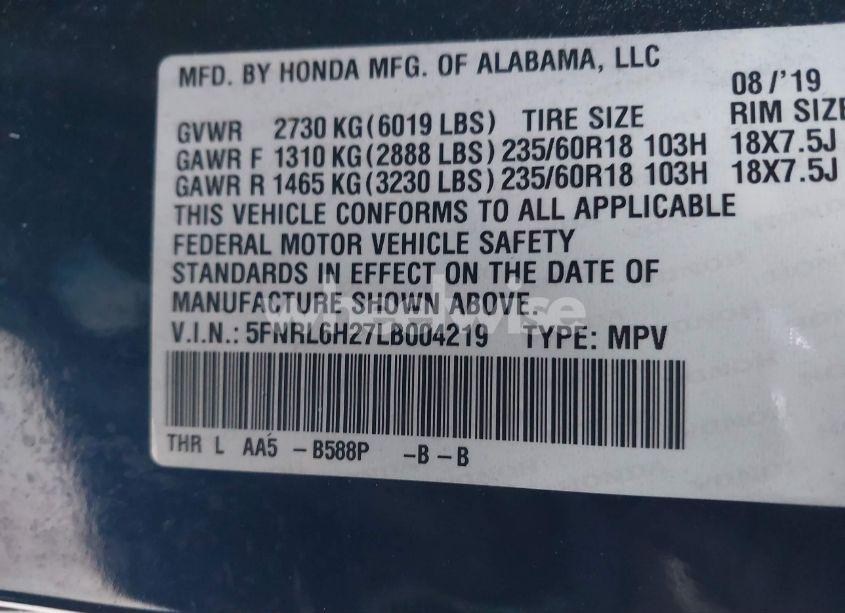 MFD. BY HONDA MFG. OF ALABAMA, LLC
08/'19
GVWR 2730 KG(6019 LBS) TIRE SIZE RIM SIZE
GAWR F 1310 KG(2888 LBS) 235/60R18 103H 18X7.5J
GAWR R 1465 KG(3230 LBS) 235/60R18 103H 18X7.5J
THIS VEHICLE CONFORMS TO ALL APPLICABLE
FEDERAL MOTOR VEHICLE SAFETY
STANDARDS IN EFFECT ON THE DATE OF
MANUFACTURE SHOWN ABOVE.
V.I.N.: 5FNRL6H27LB004219 TYPE: MPV
THR L AA5 -B588P -B-B
wheelwise